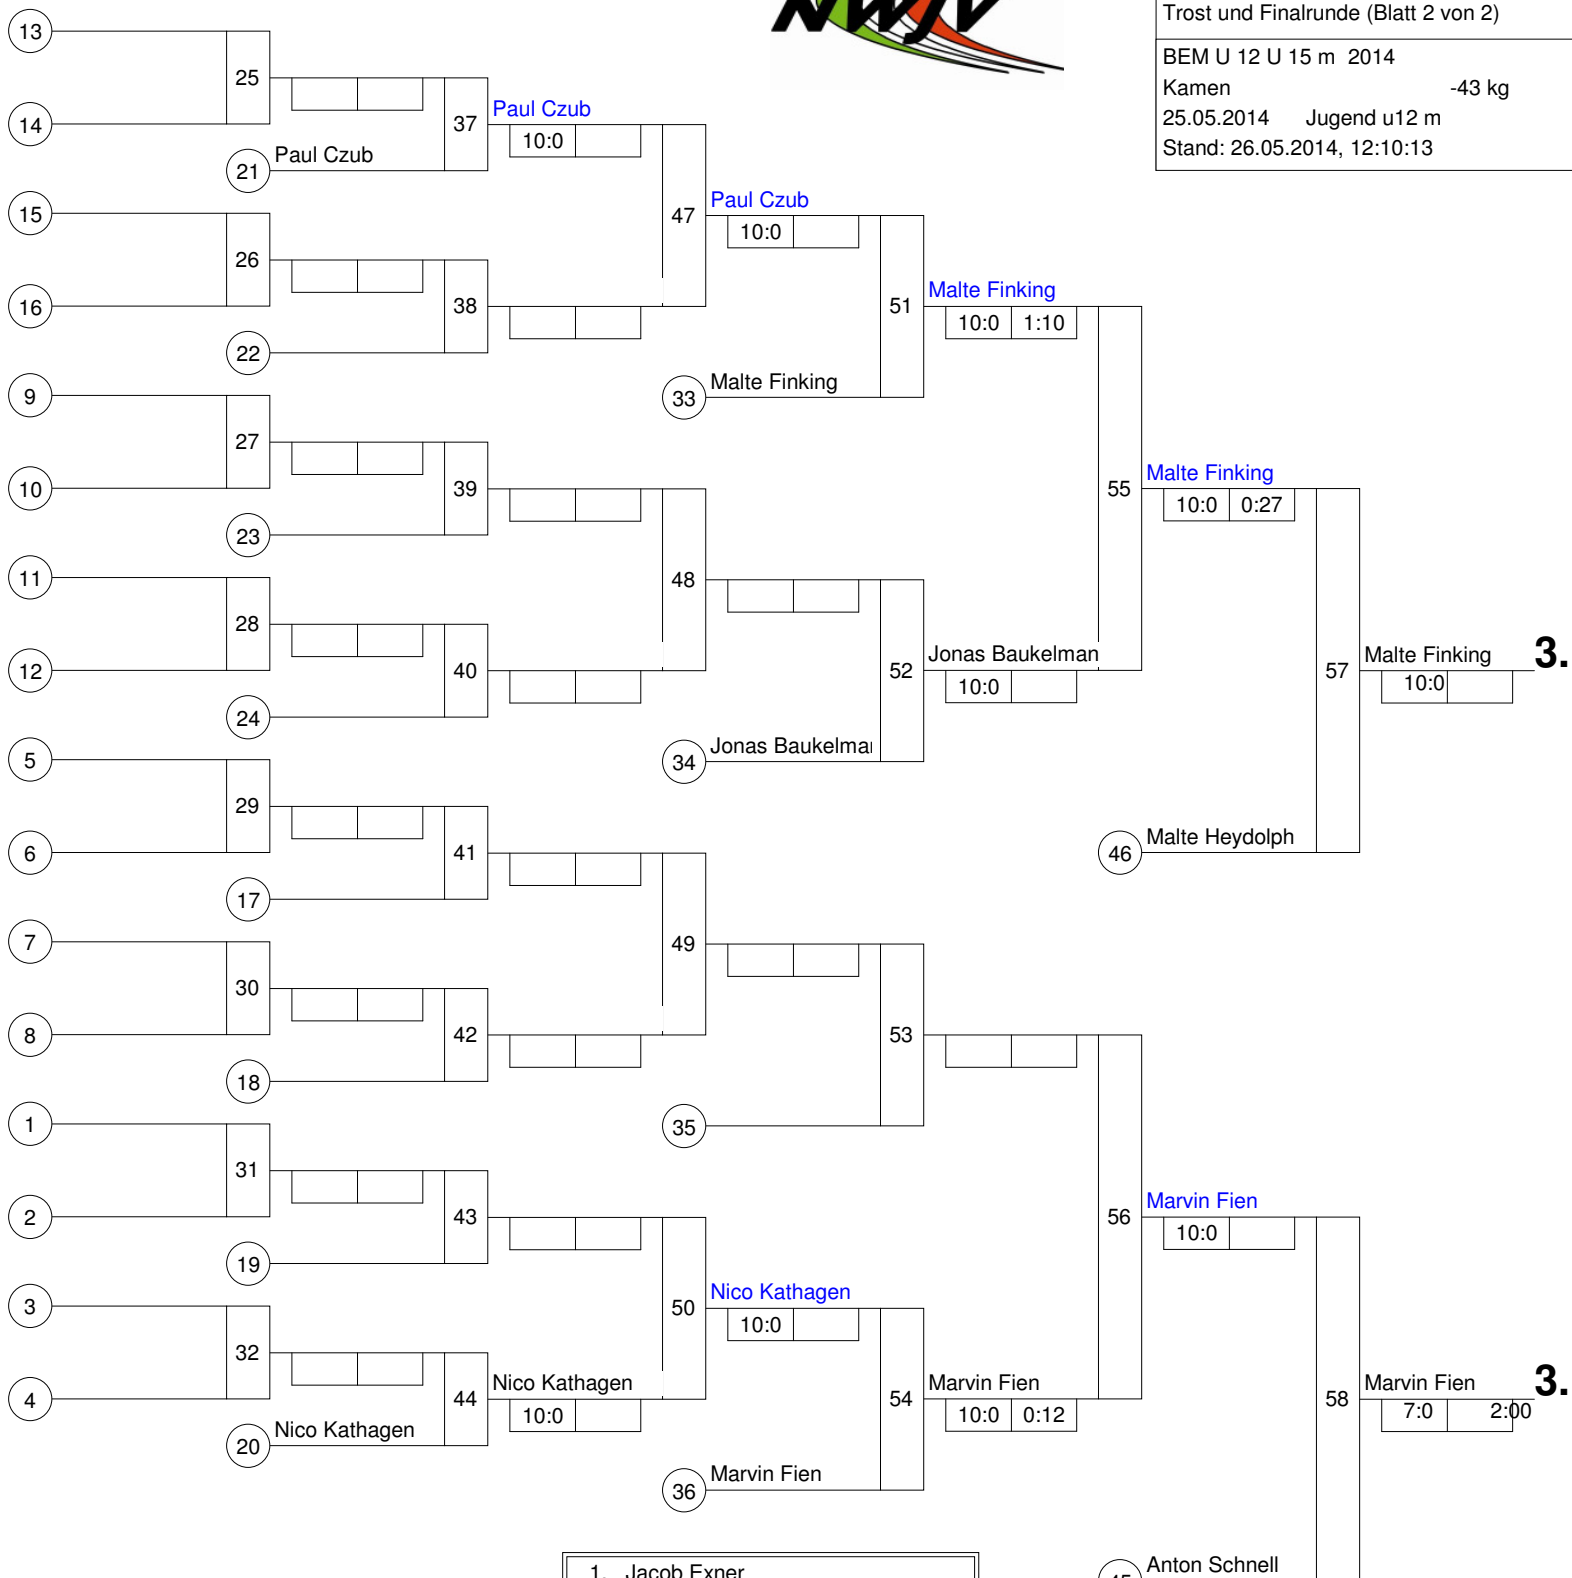 NWJV
Trost und Finalrunde (Blatt 2 von 2)
BEM U 12 U 15 m 2014
Kamen -43 kg
25.05.2014 Jugend u12 m
Stand: 26.05.2014, 12:10:13
13
25
14
37
Paul Czub
10:0
21
Paul Czub
15
47
Paul Czub
10:0
26
16
38
22
51
Malte Finking
10:0 1:10
33
Malte Finking
9
27
10
39
23
55
Malte Finking
10:0 0:27
11
48
28
12
40
24
52
Jonas Baukelman
10:0
57
Malte Finking
10:0
3.
34
Jonas Baukelma
5
29
6
41
17
46
Malte Heydolph
7
49
30
8
42
18
53
35
1
31
2
43
19
56
Marvin Fien
10:0
3
50
Nico Kathagen
10:0
32
4
44
Nico Kathagen
10:0
20
Nico Kathagen
54
Marvin Fien
10:0 0:12
58
Marvin Fien
7:0 2:00
3.
36
Marvin Fien
1. Jacob Exner
45
Anton Schnell